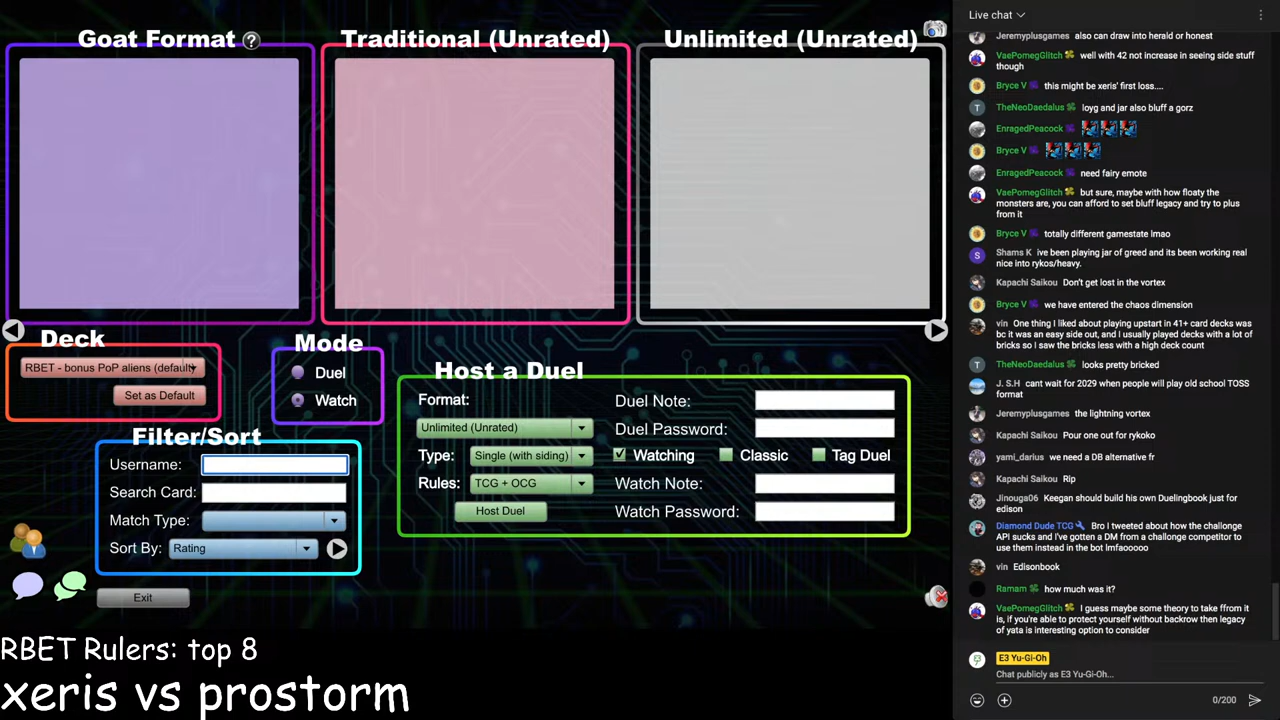 Goat Format ?
Traditional (Unrated)
Unlimited (Unrated)
Deck
RBET - bonus PoP aliens (default)
Set as Default
Mode
Duel
Watch
Filter/Sort
Username:
Search Card:
Match Type:
Sort By: Rating
Exit
Host a Duel
Format:
Unlimited (Unrated)
Type: Single (with siding)
Rules: TCG + OCG
Host Duel
Duel Note:
Duel Password:
Watching Classic Tag Duel
Watch Note:
Watch Password:
RBET Rulers: top 8
xeris vs prostorm
Live chat
Jeremyplusgames also can draw into herald or honest
VaePomegGlitch well with 42 not increase in seeing side stuff
though
Bryce V this might be xeris' first loss....
T TheNeoDaedalus loyg and jar also bluff a gorz
EnragedPeacock
Bryce V
EnragedPeacock need fairy emote
VaePomegGlitch but sure, maybe with how floaty the
monsters are, you can afford to set bluff legacy and try to plus
from it
Bryce V totally different gamestate lmao
S Shams K ive been playing jar of greed and its been working real
nice into rykos/heavy.
Kapachi Saikou Don't get lost in the vortex
Bryce V we have entered the chaos dimension
vin One thing I liked about playing upstart in 41+ card decks was
bc it was an easy side out, and I usually played decks with a lot of
bricks so I saw the bricks less with a high deck count
T TheNeoDaedalus looks pretty bricked
J. S.H cant wait for 2029 when people will play old school TOSS
format
Jeremyplusgames the lightning vortex
Kapachi Saikou Pour one out for rykoko
yami_darius we need a DB alternative fr
Kapachi Saikou Rip
Jinouga06 Keegan should build his own Duelingbook just for
edison
Diamond Dude TCG Bro I tweeted about how the challonge
API sucks and I've gotten a DM from a challonge competitor to
use them instead in the bot lmfaooooo
vin Edisonbook
Ramam how much was it?
VaePomegGlitch I guess maybe some theory to take ffrom it
is, if you're able to protect yourself without backrow then legacy
of yata is interesting option to consider
E3 Yu-Gi-Oh
Chat publicly as E3 Yu-Gi-Oh...
0/200